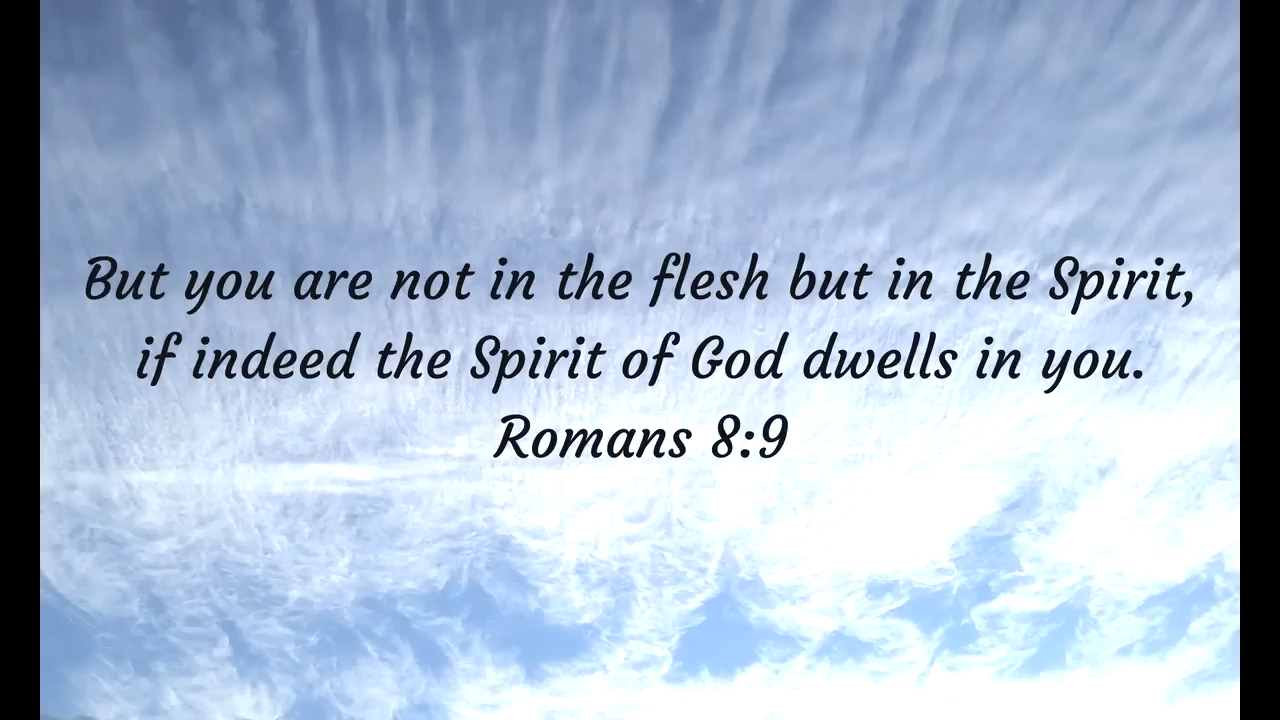 But you are not in the flesh but in the Spirit,
if indeed the Spirit of God dwells in you.
Romans 8:9